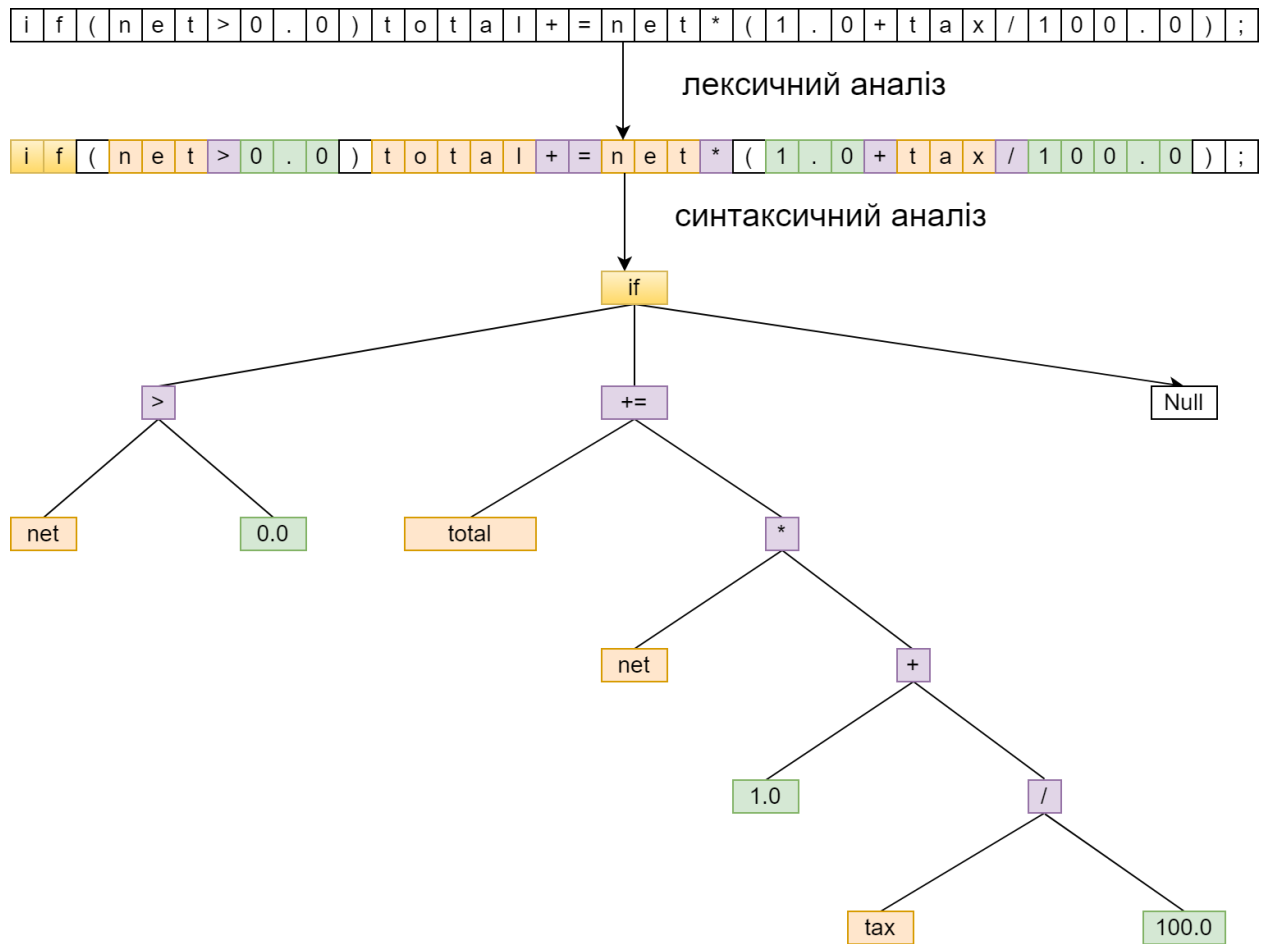 if(net>0.0)total+=net*(1.0+tax/100.0);
лексичний аналіз
if(net>0.0)total+=net*(1.0+tax/100.0);
синтаксичний аналіз
if
> += Null
net 0.0 total *
net +
1.0 /
tax 100.0